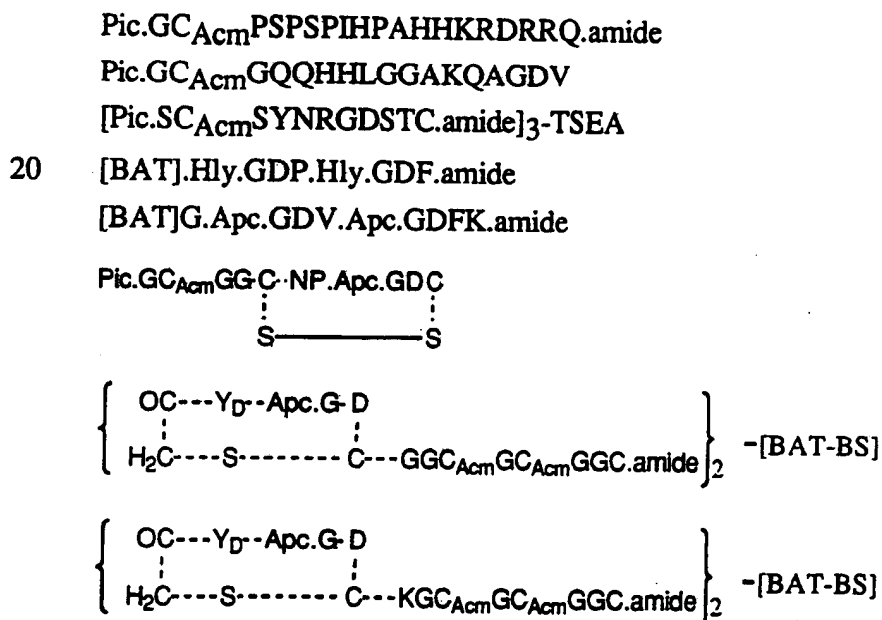 Pic.GCAcmPSPSPIHPAHHKRDRRQ.amide
Pic.GCAcmGQQHHLGGAKQAGDV
[Pic.SCAcmSYNRGDSTC.amide]3-TSEA
20 [BAT].Hly.GDP.Hly.GDF.amide
[BAT]G.Apc.GDV.Apc.GDFK.amide
Pic.GCAcmGG-C--NP.Apc.GDC
S S
OC---YD--Apc.G-D
H2C----S--------C---GGCAcmGCAcmGGC.amide 2 -[BAT-BS]
OC---YD--Apc.G-D
H2C----S--------C---KGCAcmGCAcmGGC.amide 2 -[BAT-BS]